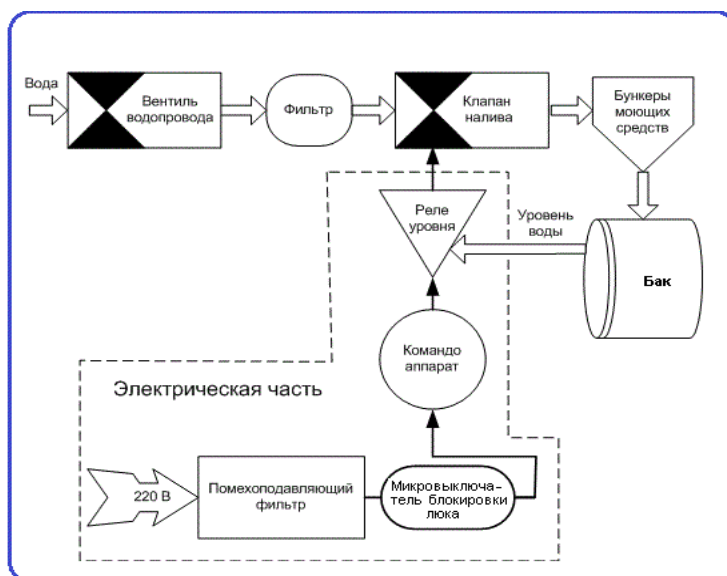 Вода
Вентиль
водопровода
Фильтр
Клапан
налива
Бункеры
моющих
средств
Реле
уровня
Уровень
воды
Бак
Командо
аппарат
Электрическая часть
220 В
Помехоподавляющий
фильтр
Микровыключа-
тель блокировки
люка